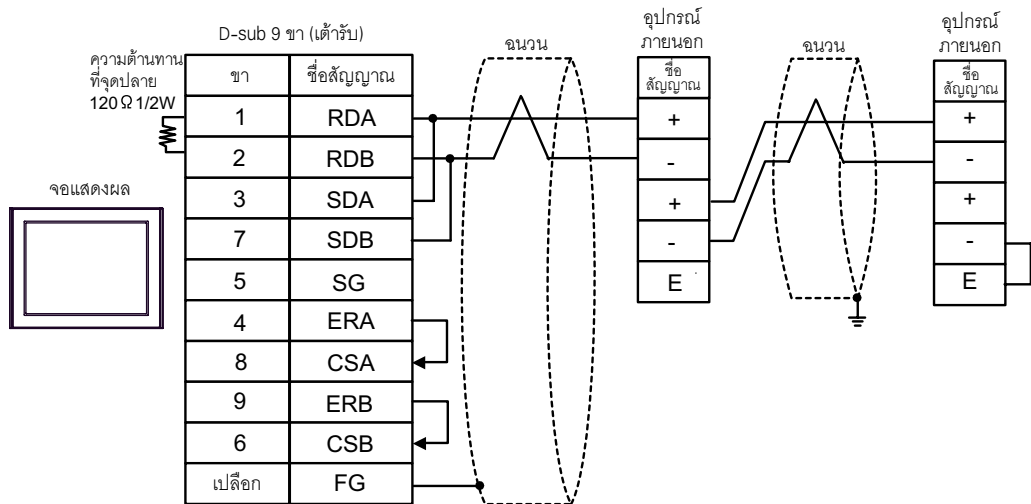 D-sub 9 ขา (เต้ารับ)
ความต้านทาน
ที่จุดปลาย
120Ω 1/2W
จอแสดงผล
ขา ชื่อสัญญาณ
1 RDA
2 RDB
3 SDA
7 SDB
5 SG
4 ERA
8 CSA
9 ERB
6 CSB
เปลือก FG
ฉนวน
อุปกรณ์
ภายนอก
ชื่อ
สัญญาณ
+
-
+
-
E
ฉนวน
อุปกรณ์
ภายนอก
ชื่อ
สัญญาณ
+
-
+
-
E